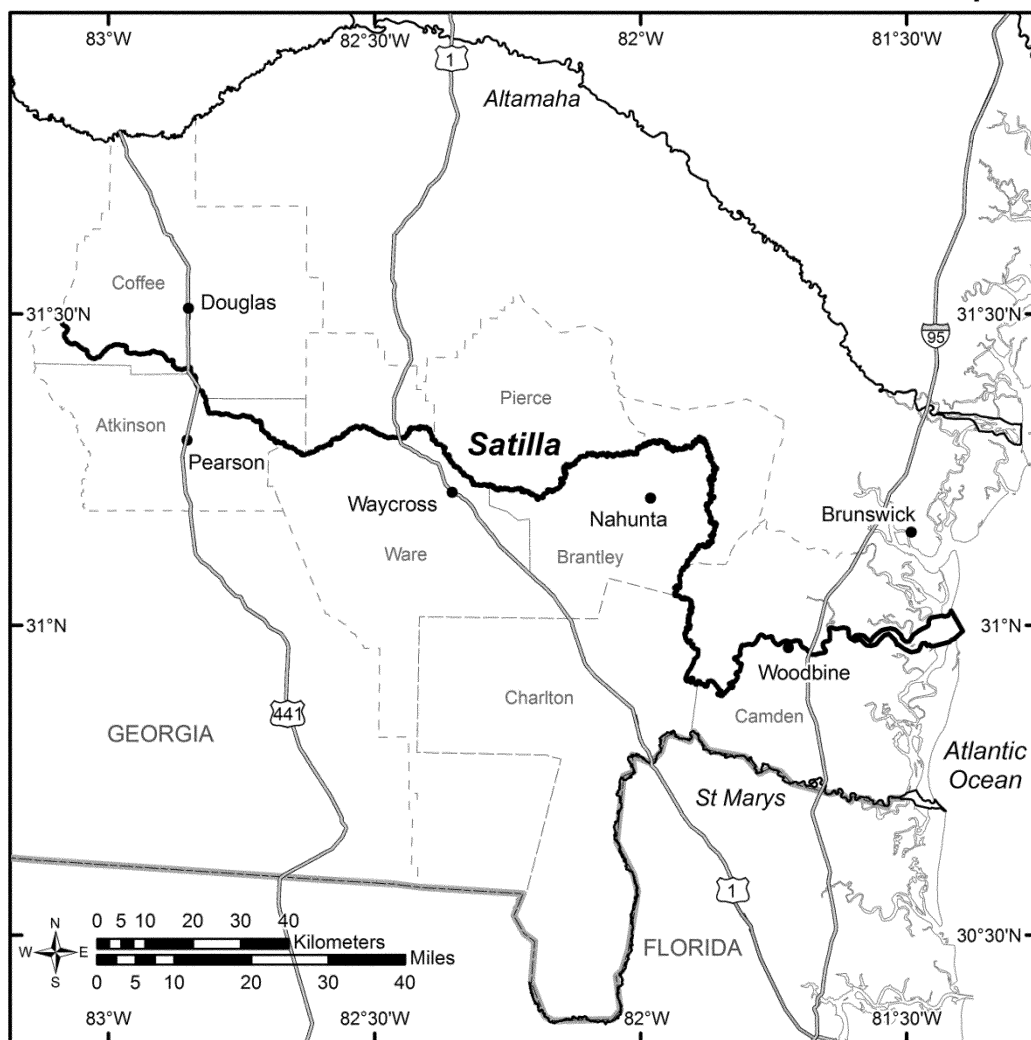 83°W
82°30'W
82°W
81°30'W
1
Altamaha
Coffee
Douglas
31°30'N
31°30'N
95
Pierce
Atkinson
Satilla
Pearson
Waycross
Nahunta
Brunswick
Ware
Brantley
31°N
31°N
Woodbine
Charlton
Camden
441
GEORGIA
Atlantic
Ocean
St Marys
1
N
W
E
S
0 5 10 20 30 40
Kilometers
Miles
0 5 10 20 30 40
FLORIDA
30°30'N
83°W
82°30'W
82°W
81°30'W